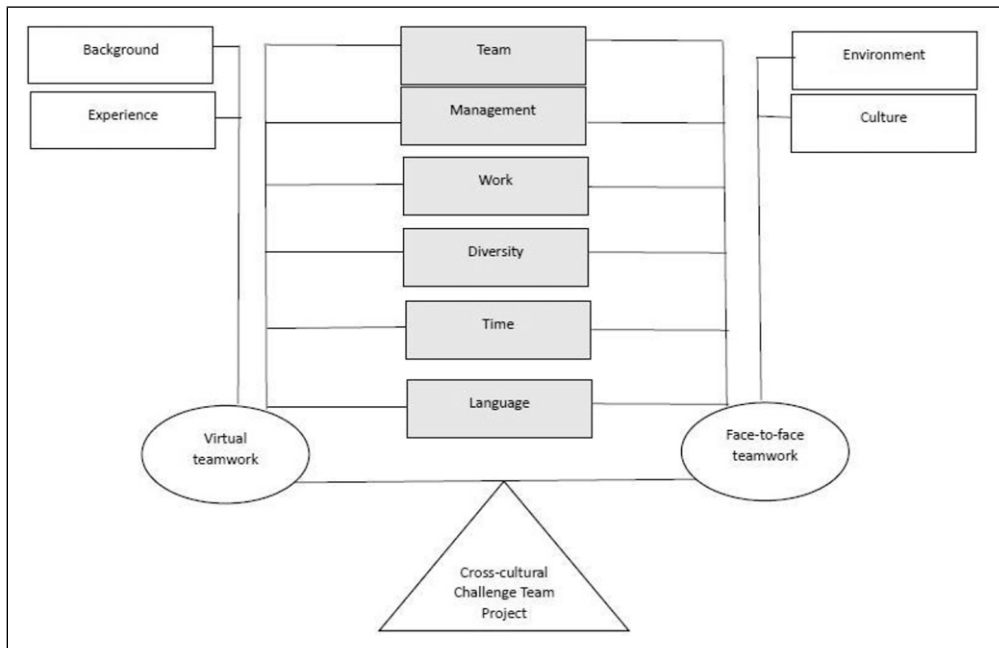 Background
Experience
Team
Management
Work
Diversity
Time
Language
Environment
Culture
Virtual
teamwork
Face-to-face
teamwork
Cross-cultural
Challenge Team
Project